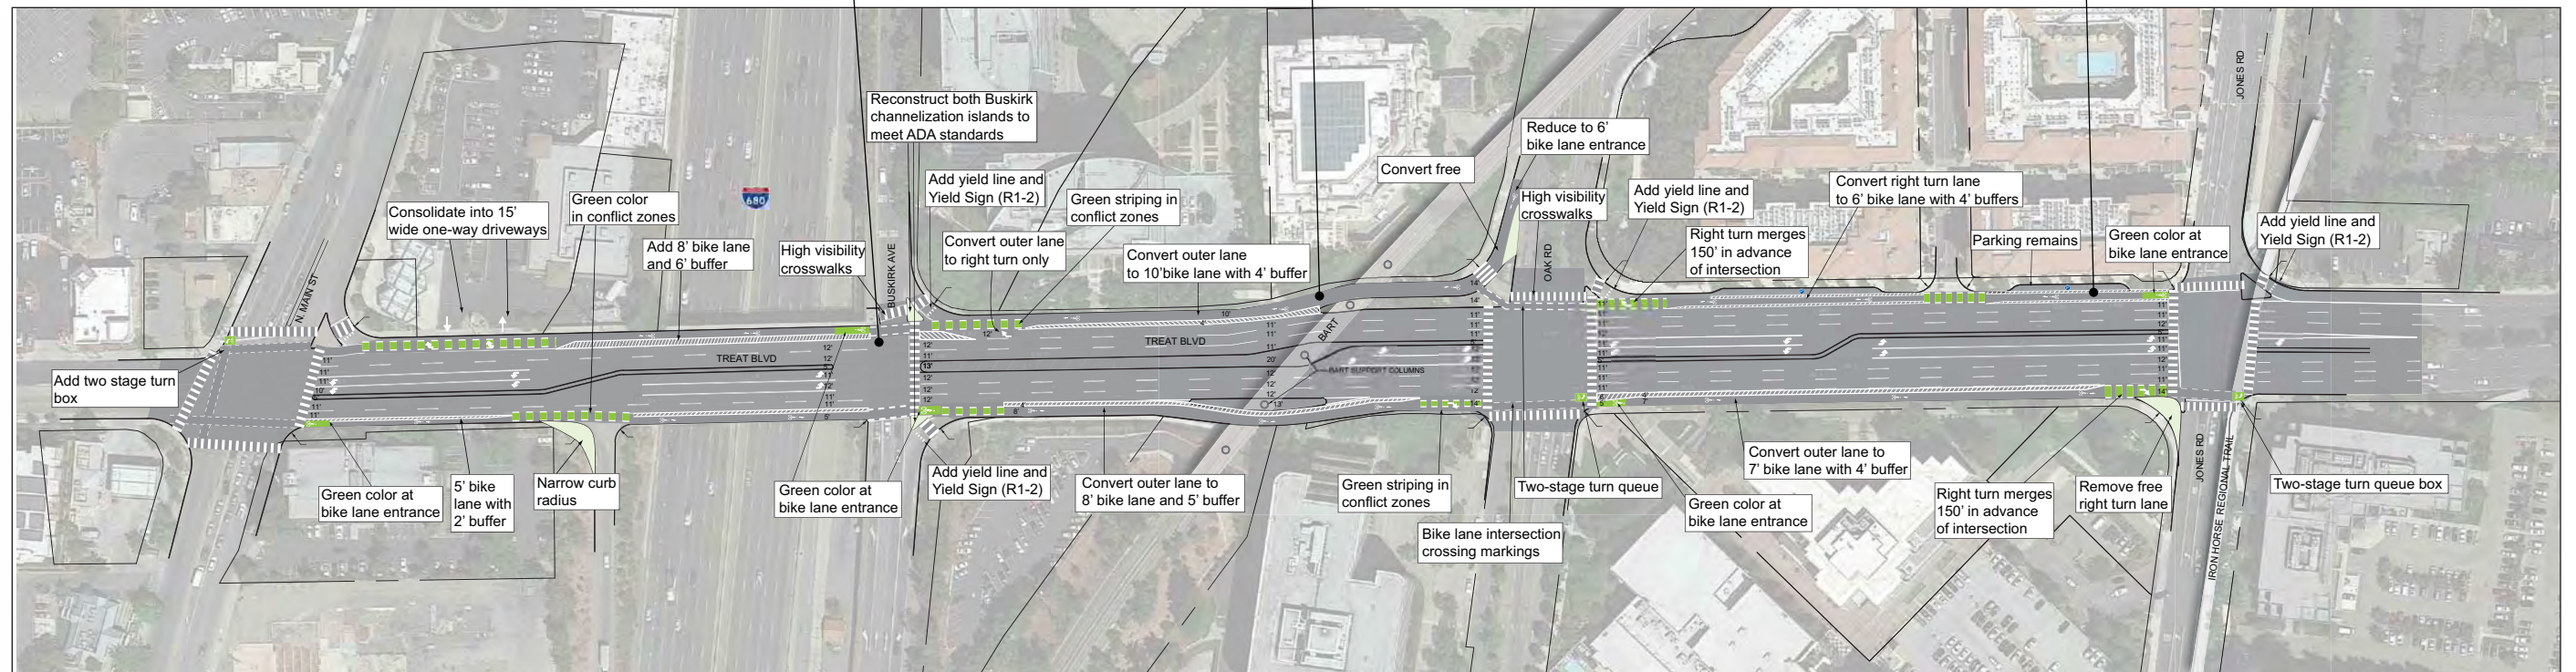 Reconstruct both Buskirk
channelization islands to
meet ADA standards
Reduce to 6’
bike lane entrance
JONES RD
Convert free
Add yield line and
Yield Sign (R1-2)
Green striping in
conflict zones
High visibility
crosswalks
Add yield line and
Yield Sign (R1-2)
Convert right turn lane
to 6’ bike lane with 4’ buffers
680
Green color
in conflict zones
Consolidate into 15’
wide one-way driveways
Add 8’ bike lane
and 6’ buffer
High visibility
crosswalks
Convert outer lane
to right turn only
Convert outer lane
to 10’bike lane with 4’ buffer
Right turn merges
150’ in advance
of intersection
Parking remains
Green color at
bike lane entrance
Add yield line and
Yield Sign (R1-2)
N. MAIN ST
BUSKIRK AVE
OAK RD
TREAT BLVD
TREAT BLVD
BART
BART SUPPORT COLUMNS
Add two stage turn
box
Green color at
bike lane entrance
5’ bike
lane with
2’ buffer
Narrow curb
radius
Green color at
bike lane entrance
Add yield line and
Yield Sign (R1-2)
Convert outer lane to
8’ bike lane and 5’ buffer
Green striping in
conflict zones
Bike lane intersection
crossing markings
Two-stage turn queue
Green color at
bike lane entrance
Convert outer lane to
7’ bike lane with 4’ buffer
Right turn merges
150’ in advance
of intersection
Remove free
right turn lane
JONES RD
IRON HORSE REGIONAL TRAIL
Two-stage turn queue box